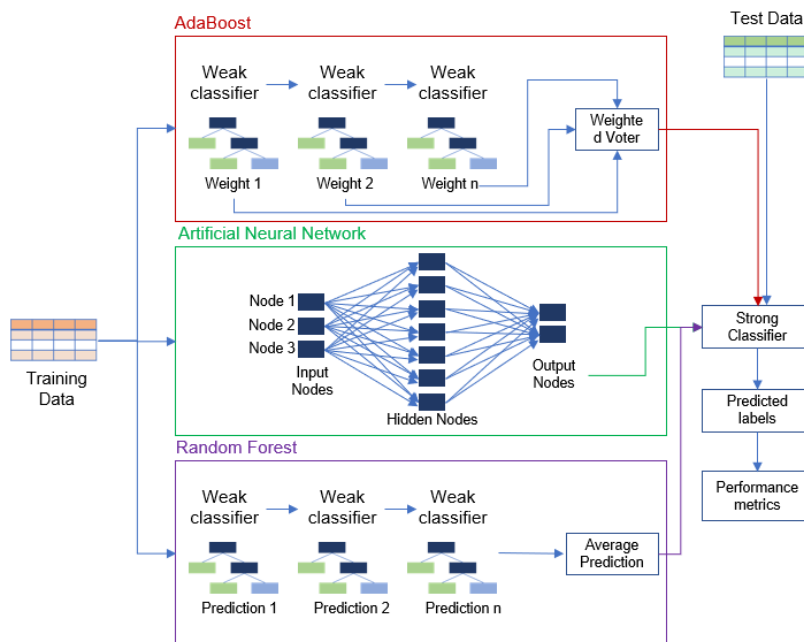 AdaBoost
Test Data
Weak
classifier
Weak
classifier
Weak
classifier
Weighte
d Voter
Weight 1
Weight 2
Weight n
Artificial Neural Network
Node 1
Node 2
Node 3
Input
Nodes
Hidden Nodes
Output
Nodes
Training
Data
Strong
Classifier
Predicted
labels
Performance
metrics
Random Forest
Weak
classifier
Weak
classifier
Weak
classifier
Average
Prediction
Prediction 1
Prediction 2
Prediction n